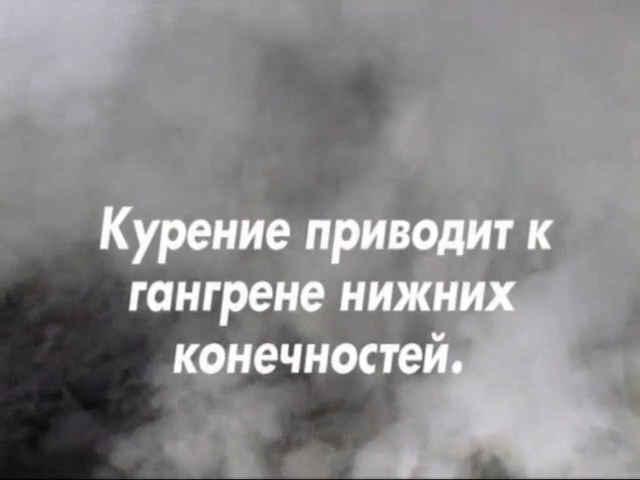 Курение приводит к
гангрене нижних
конечностей.